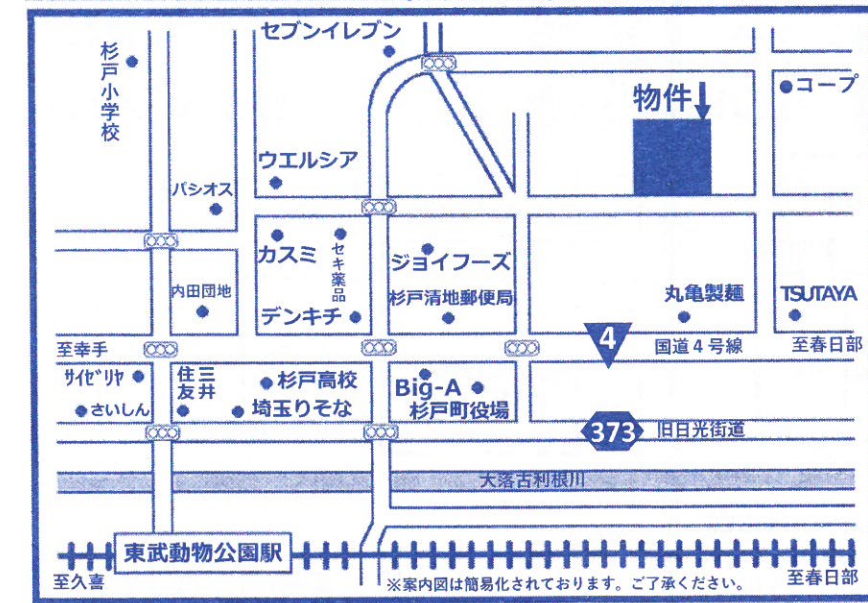 セブンイレブン
杉戸小学校
コープ
物件
ウエルシア
パシオス
カスミ
セキ薬品
ジョイフーズ
内田団地
デンキチ
杉戸清地郵便局
丸亀製麺
TSUTAYA
至幸手
4
国道4号線
至春日部
サイゼリヤ
住友
三井
杉戸高校
Big-A
さいしん
埼玉りそな
杉戸町役場
373
旧日光街道
大落古利根川
東武動物公園駅
至久喜
※案内図は簡易化されております。ご了承ください。
至春日部